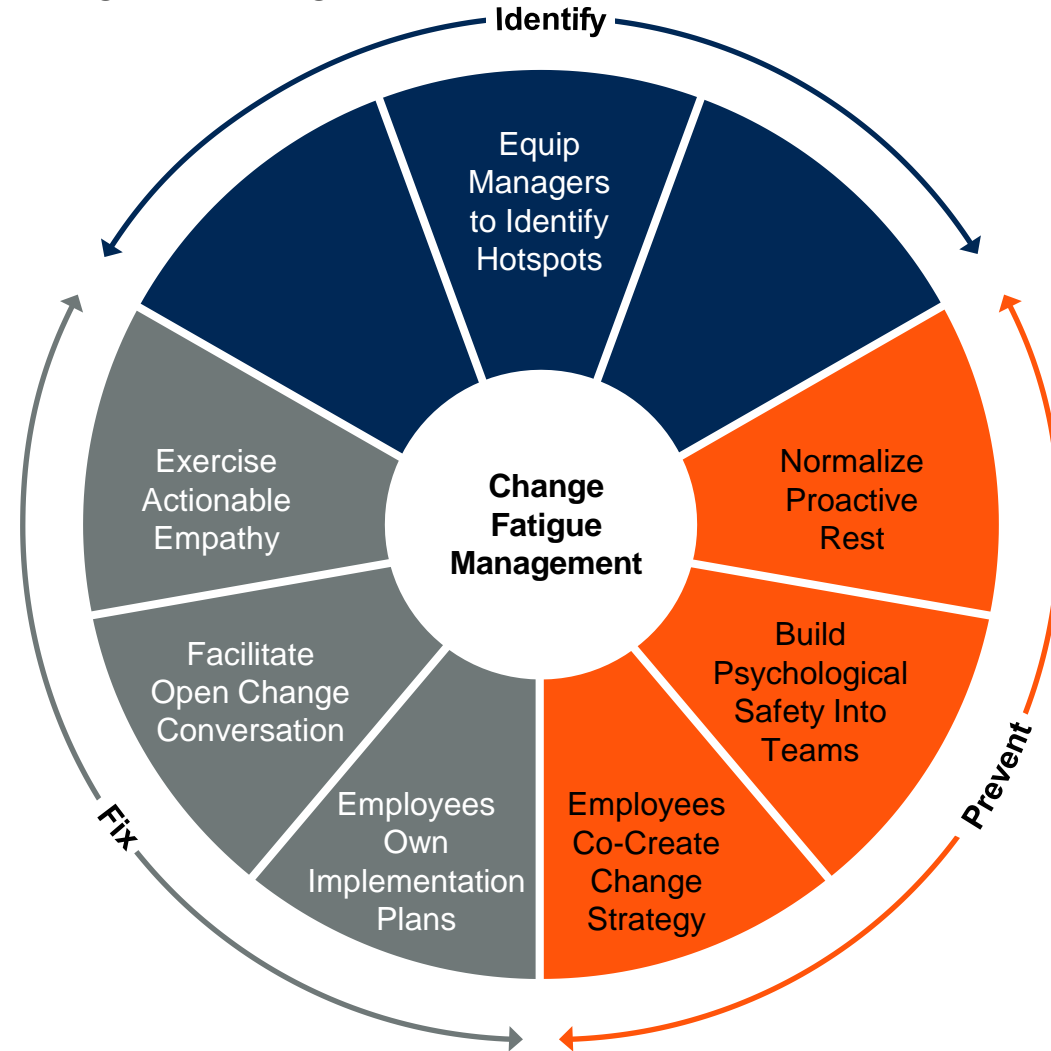 Identify
Equip
Managers
to Identify
Hotspots
Exercise
Actionable
Empathy
Change
Fatigue
Management
Normalize
Proactive
Rest
Facilitate
Open Change
Conversation
Build
Psychological
Safety Into
Teams
Employees
Own
Implementation
Plans
Employees
Co-Create
Change
Strategy
Fix
Prevent